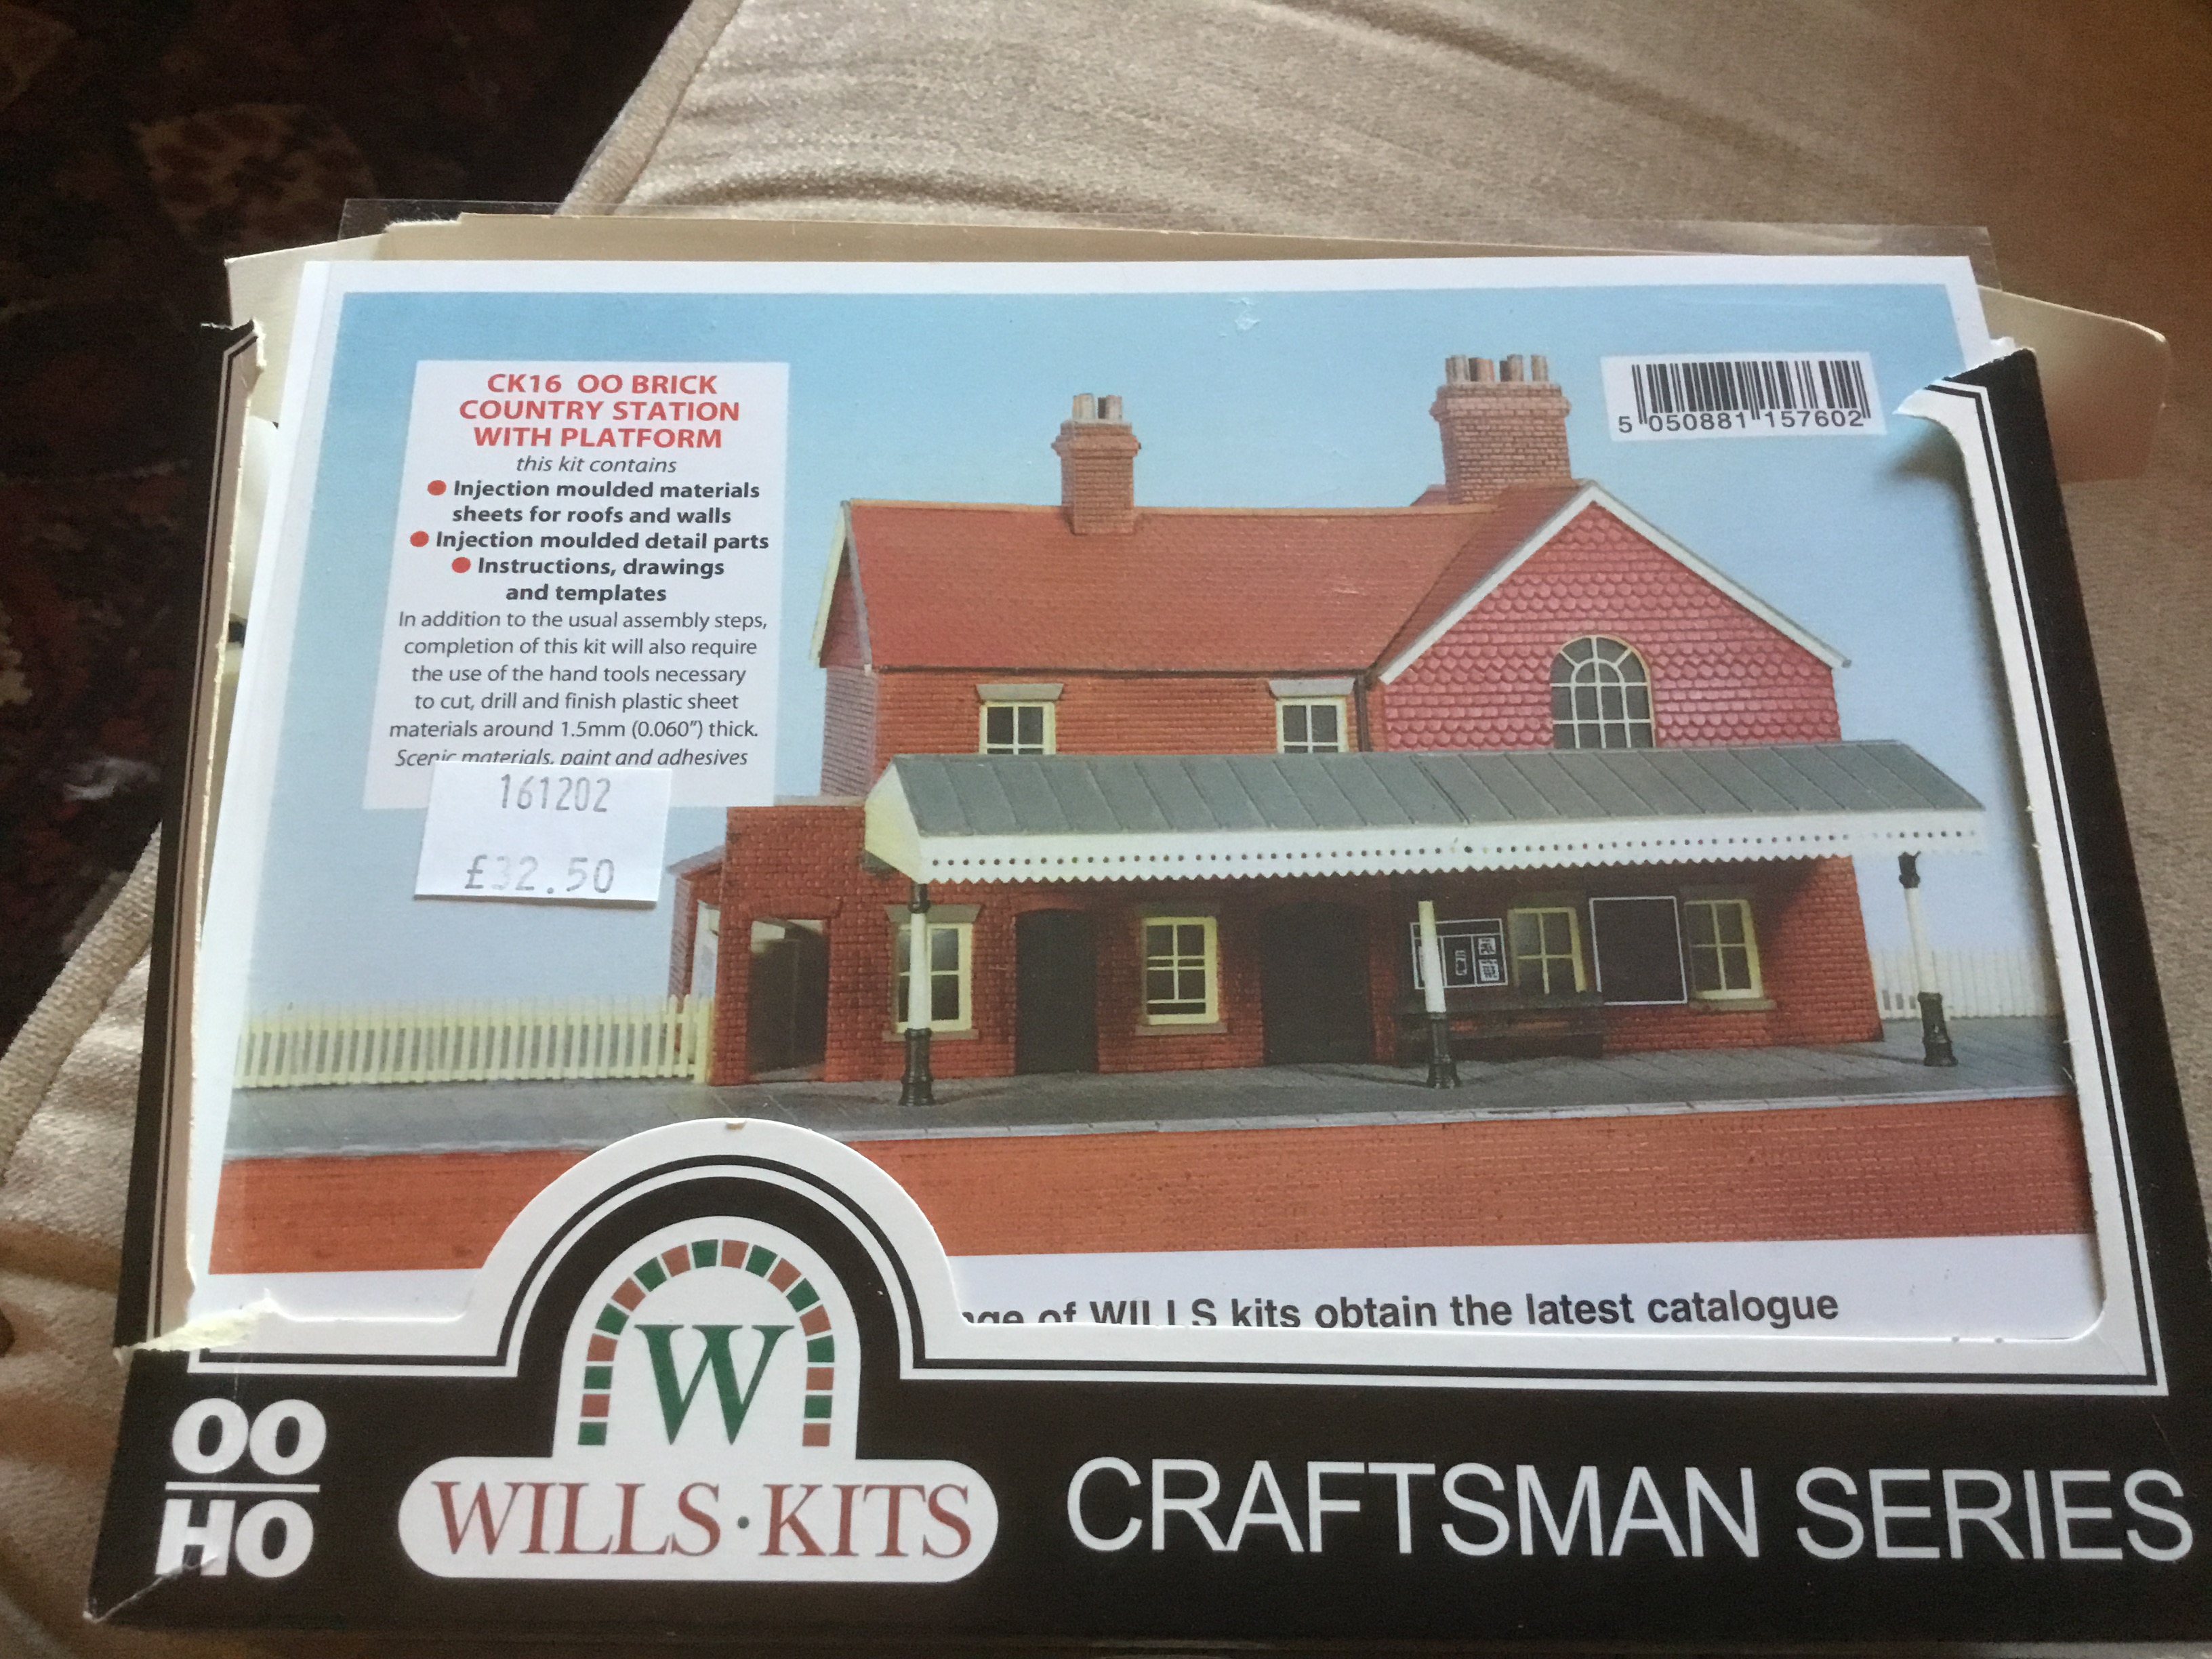 CK16 OO BRICK
COUNTRY STATION
WITH PLATFORM
this kit contains
● Injection moulded materials
sheets for roofs and walls
● Injection moulded detail parts
● Instructions, drawings
and templates
In addition to the usual assembly steps,
completion of this kit will also require
the use of the hand tools necessary
to cut, drill and finish plastic sheet
materials around 1.5mm (0.060") thick.
Scenic materials, paint and adhesives
161202
£32.50
5 050881 157602
of WILLS kits obtain the latest catalogue
OO
HO
W
WILLS·KITS
CRAFTSMAN SERIES